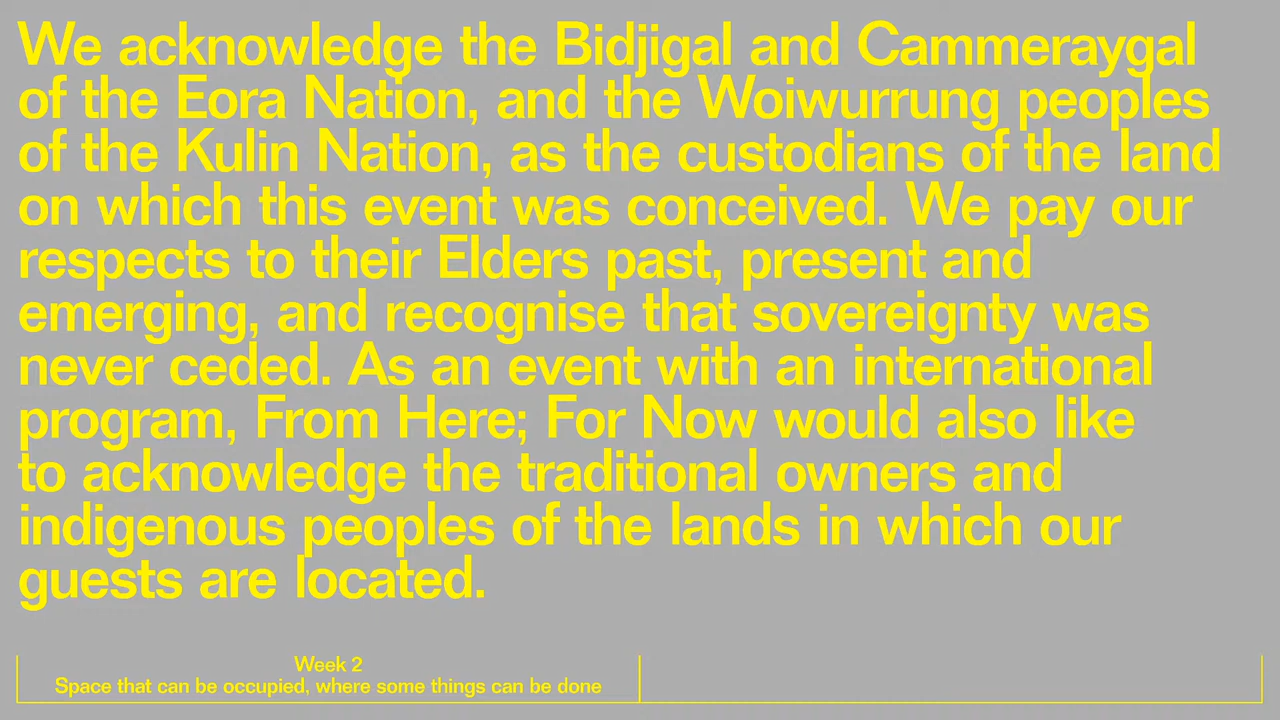 We acknowledge the Bidjigal and Cammeraygal
of the Eora Nation, and the Woiwurrung peoples
of the Kulin Nation, as the custodians of the land
on which this event was conceived. We pay our
respects to their Elders past, present and
emerging, and recognise that sovereignty was
never ceded. As an event with an international
program, From Here; For Now would also like
to acknowledge the traditional owners and
indigenous peoples of the lands in which our
guests are located.
Week 2
Space that can be occupied, where some things can be done